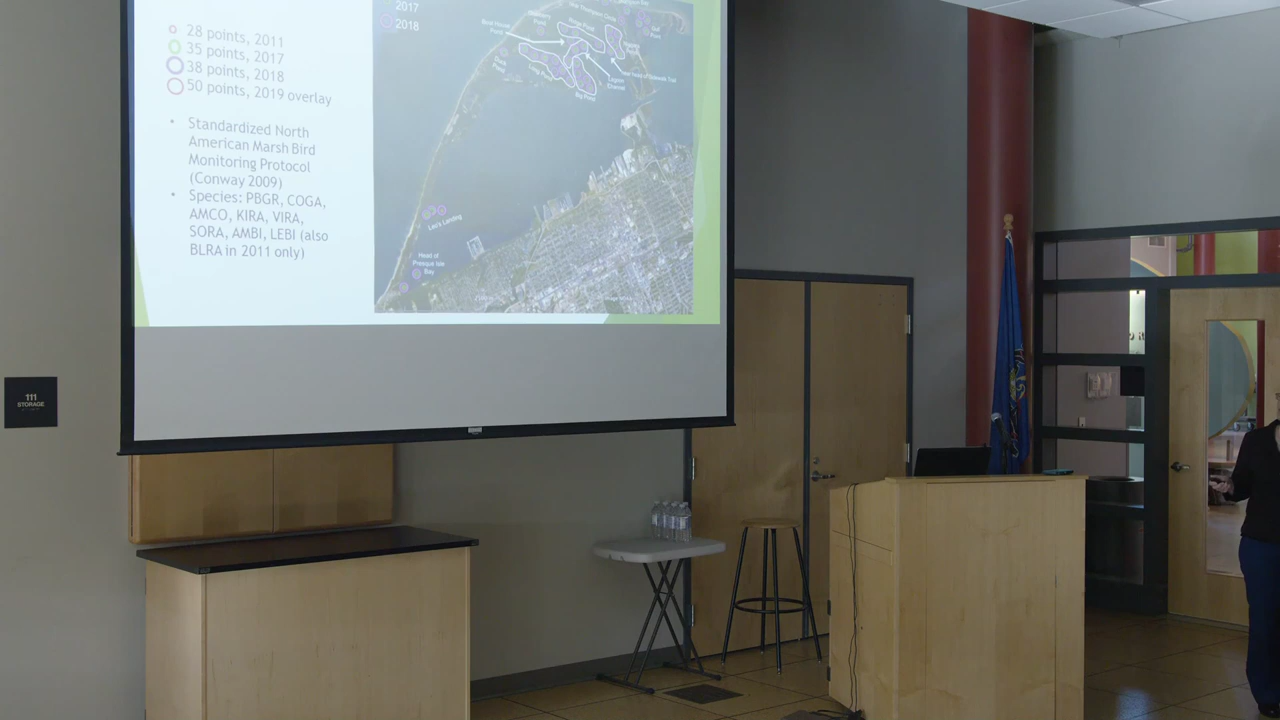 2017
2018
28 points, 2011
35 points, 2017
38 points, 2018
50 points, 2019 overlay
• Standardized North
American Marsh Bird
Monitoring Protocol
(Conway 2009)
• Species: PBGR, COGA,
AMCO, KIRA, VIRA,
SORA, AMBI, LEBI (also
BLRA in 2011 only)
Boat House
Pond
Long Pond
Big Pond
Lagoon
Channel
Leo's Landing
Head of
Presque Isle
Bay
111
STORAGE